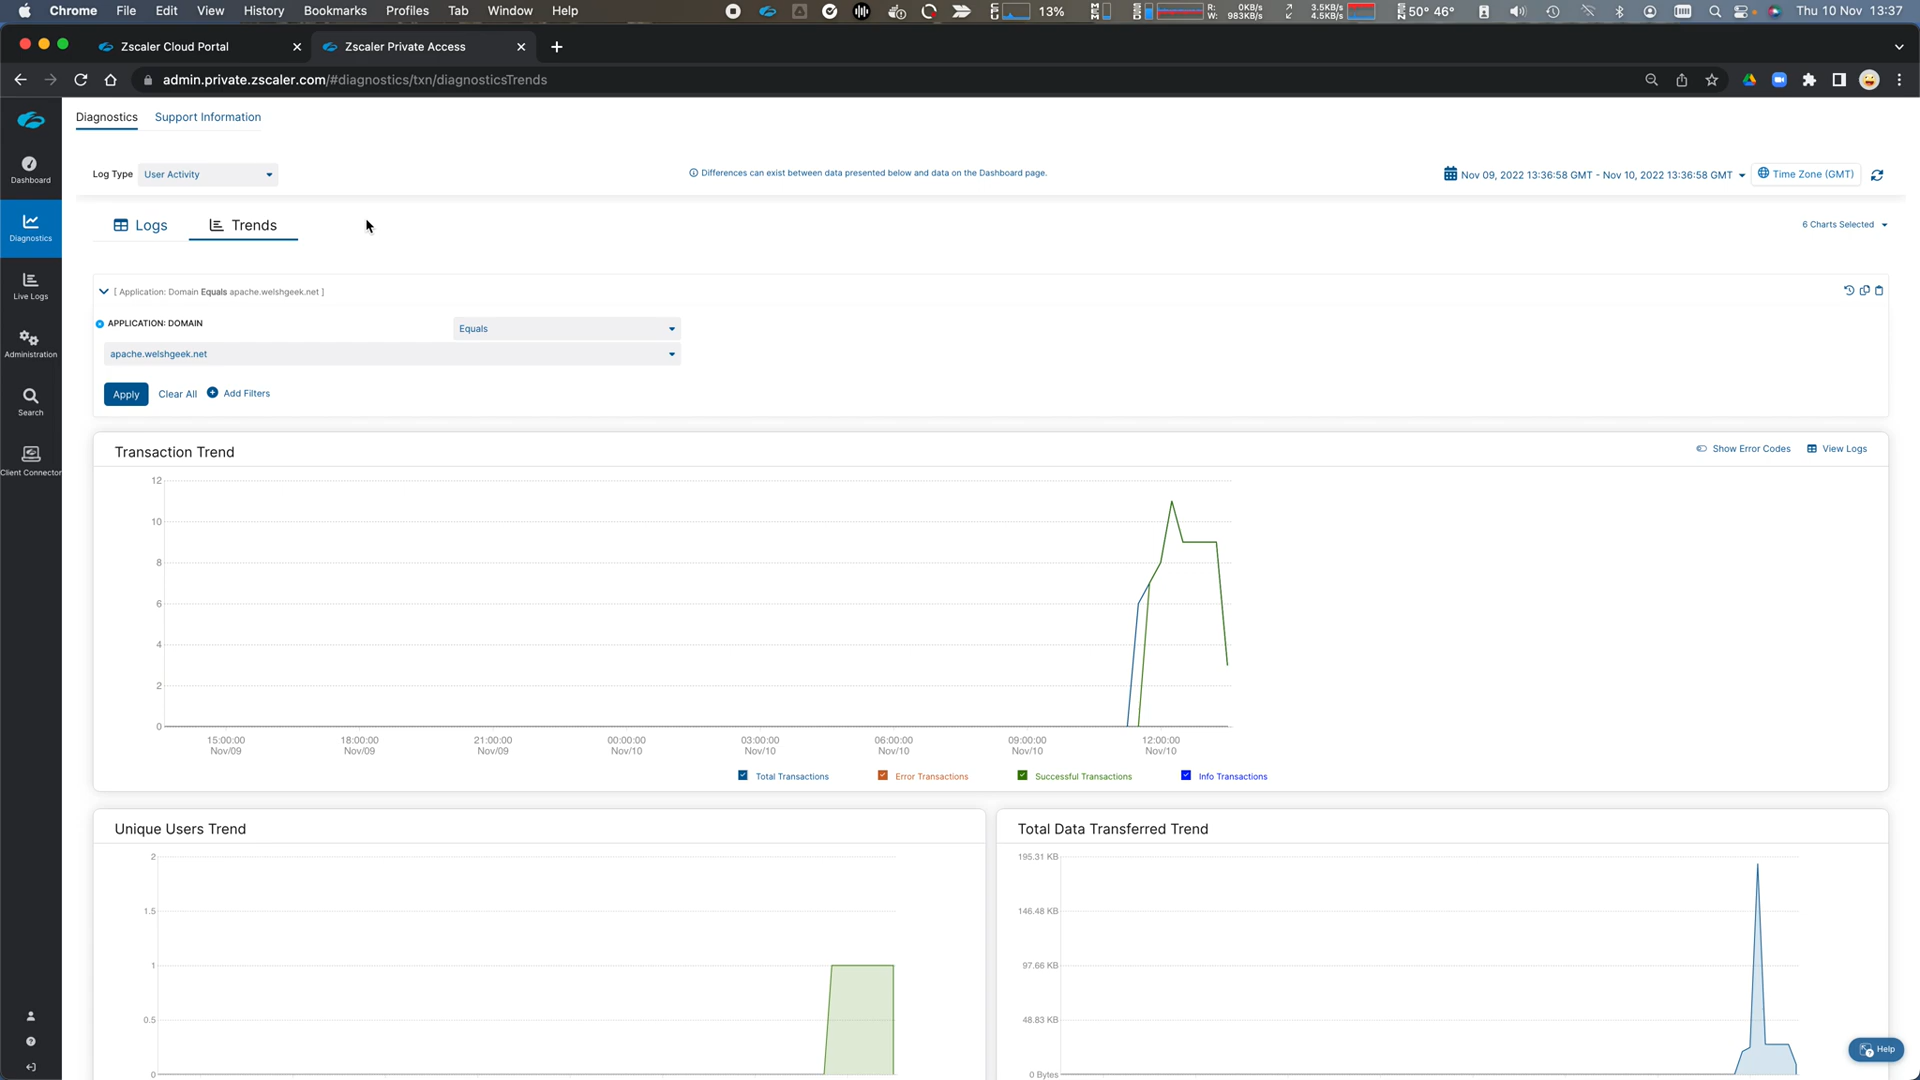 Chrome File Edit View History Bookmarks Profiles Tab Window Help 13% R: 0KB/s W: 983KB/s 3.5KB/s 4.5KB/s 50° 46° Thu 10 Nov 13:37
Zscaler Cloud Portal Zscaler Private Access
admin.private.zscaler.com/#diagnostics/txn/diagnosticsTrends
Diagnostics Support Information
Dashboard
Diagnostics
Live Logs
Administration
Search
Client Connector
Log Type User Activity Differences can exist between data presented below and data on the Dashboard page. Nov 09, 2022 13:36:58 GMT - Nov 10, 2022 13:36:58 GMT Time Zone (GMT)
Logs Trends 6 Charts Selected
[ Application: Domain Equals apache.welshgeek.net ]
APPLICATION: DOMAIN Equals
apache.welshgeek.net
Apply Clear All Add Filters
Transaction Trend Show Error Codes View Logs
12
10
8
6
4
2
0
15:00:00 18:00:00 21:00:00 00:00:00 03:00:00 06:00:00 09:00:00 12:00:00
Nov/09 Nov/09 Nov/09 Nov/10 Nov/10 Nov/10 Nov/10 Nov/10
Total Transactions Error Transactions Successful Transactions Info Transactions
Unique Users Trend
2
1.5
1
0.5
0
Total Data Transferred Trend
195.31 KB
146.48 KB
97.66 KB
48.83 KB
0 Bytes
Help